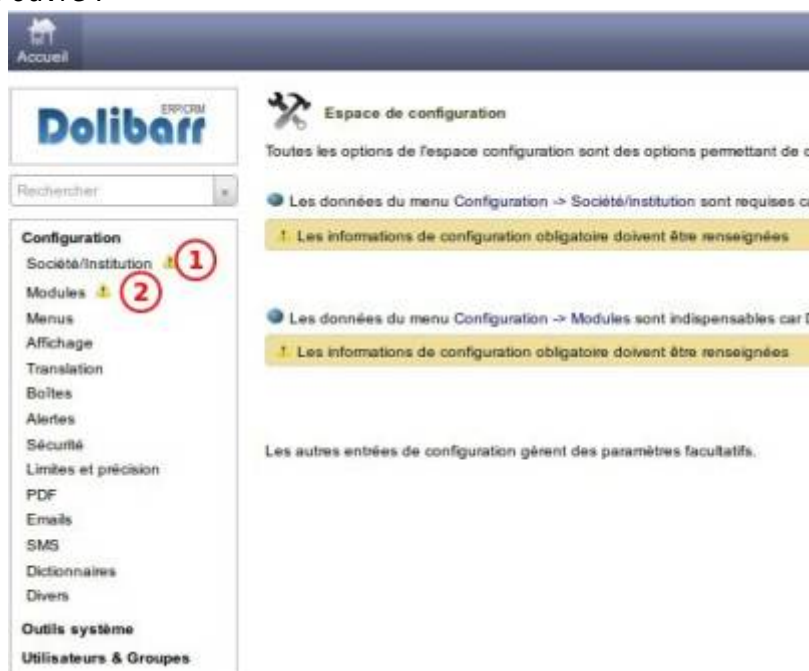 Accueil
ERP/CRM
Dolibarr
Rechercher
Configuration
Société/Institution 1
Modules 2
Menus
Affichage
Translation
Boîtes
Alertes
Sécurité
Limites et précision
PDF
Emails
SMS
Dictionnaires
Divers
Outils système
Utilisateurs & Groupes
Espace de configuration
Toutes les options de l'espace configuration sont des options permettant de
Les données du menu Configuration -> Société/Institution sont requises
Les informations de configuration obligatoire doivent être renseignées
Les données du menu Configuration -> Modules sont indispensables car
Les informations de configuration obligatoire doivent être renseignées
Les autres entrées de configuration gèrent des paramètres facultatifs.